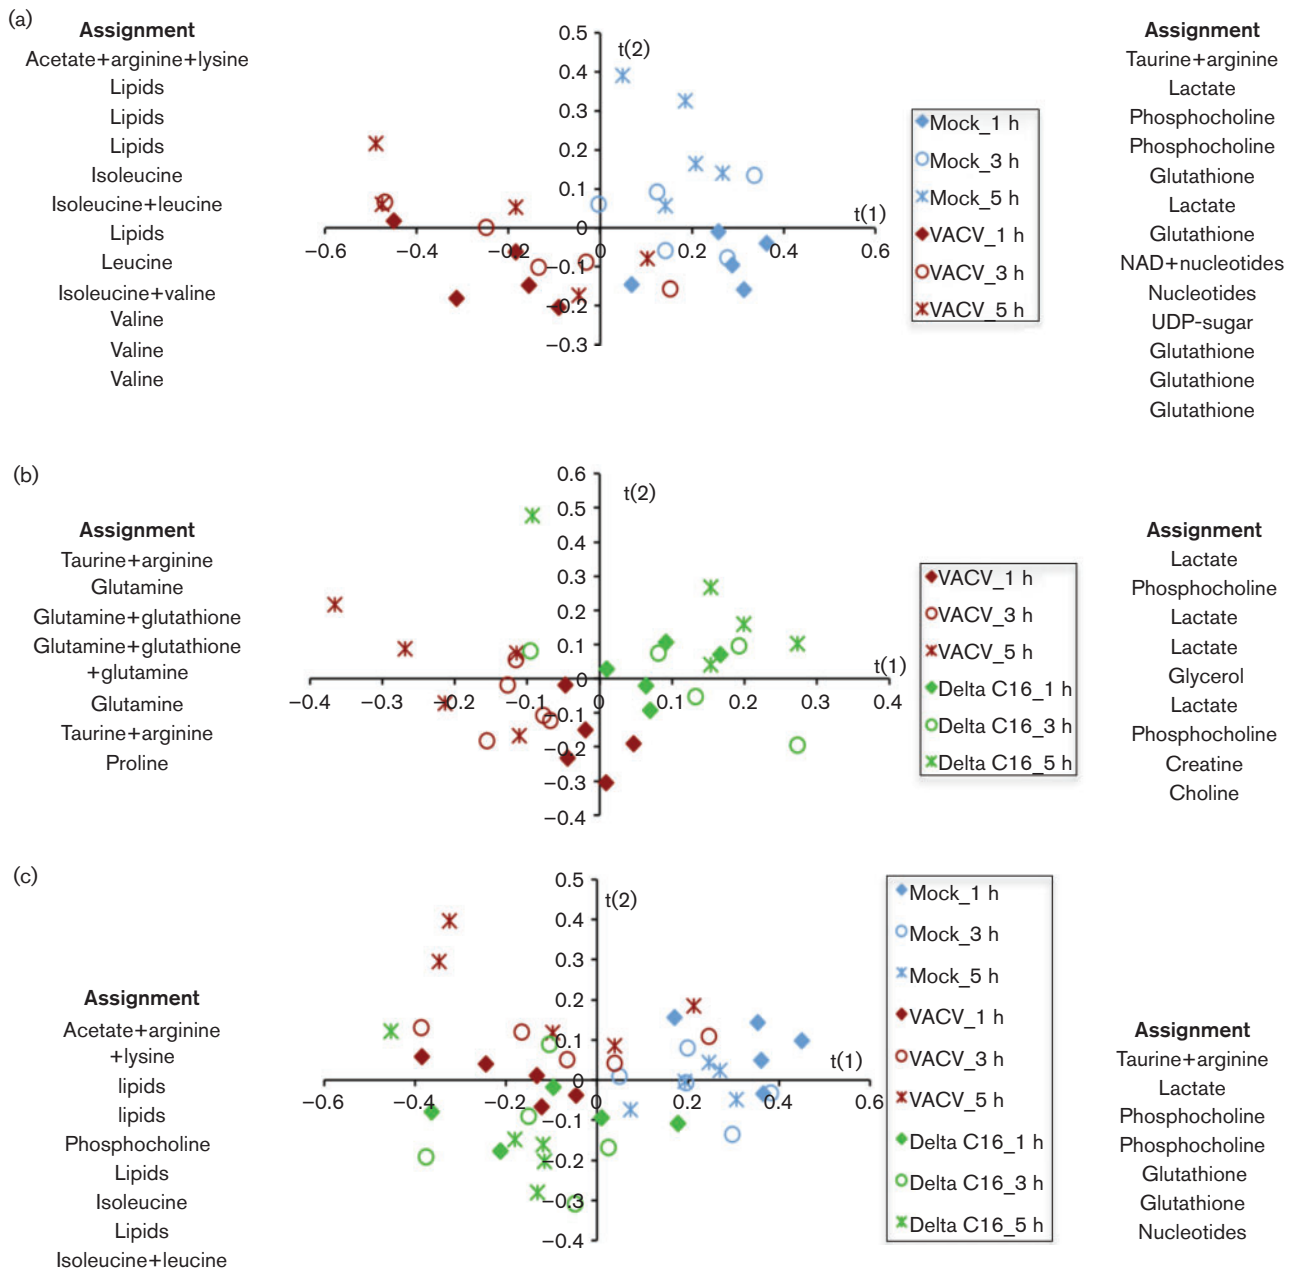 (a)
Assignment
Acetate+arginine+lysine
Lipids
Lipids
Lipids
Isoleucine
Isoleucine+leucine
Lipids
Leucine
Isoleucine+valine
Valine
Valine
Valine
t(2)
0.5
0.4
0.3
0.2
0.1
0
−0.1
−0.2
−0.3
−0.6
−0.4
−0.2
0
0.2
0.4
0.6
t(1)
Mock_1 h
Mock_3 h
Mock_5 h
VACV_1 h
VACV_3 h
VACV_5 h
Assignment
Taurine+arginine
Lactate
Phosphocholine
Phosphocholine
Glutathione
Lactate
Glutathione
NAD+nucleotides
Nucleotides
UDP-sugar
Glutathione
Glutathione
Glutathione
(b)
Assignment
Taurine+arginine
Glutamine
Glutamine+glutathione
Glutamine+glutathione
+glutamine
Glutamine
Taurine+arginine
Proline
t(2)
0.6
0.5
0.4
0.3
0.2
0.1
0
−0.1
−0.2
−0.3
−0.4
−0.4
−0.3
−0.2
−0.1
0
0.1
0.2
0.3
0.4
t(1)
VACV_1 h
VACV_3 h
VACV_5 h
Delta C16_1 h
Delta C16_3 h
Delta C16_5 h
Assignment
Lactate
Phosphocholine
Lactate
Lactate
Glycerol
Lactate
Phosphocholine
Creatine
Choline
(c)
Assignment
Acetate+arginine
+lysine
lipids
lipids
Phosphocholine
Lipids
Isoleucine
Lipids
Isoleucine+leucine
t(2)
0.5
0.4
0.3
0.2
0.1
0
−0.1
−0.2
−0.3
−0.4
−0.6
−0.4
−0.2
0
0.2
0.4
0.6
t(1)
Mock_1 h
Mock_3 h
Mock_5 h
VACV_1 h
VACV_3 h
VACV_5 h
Delta C16_1 h
Delta C16_3 h
Delta C16_5 h
Assignment
Taurine+arginine
Lactate
Phosphocholine
Phosphocholine
Glutathione
Glutathione
Nucleotides